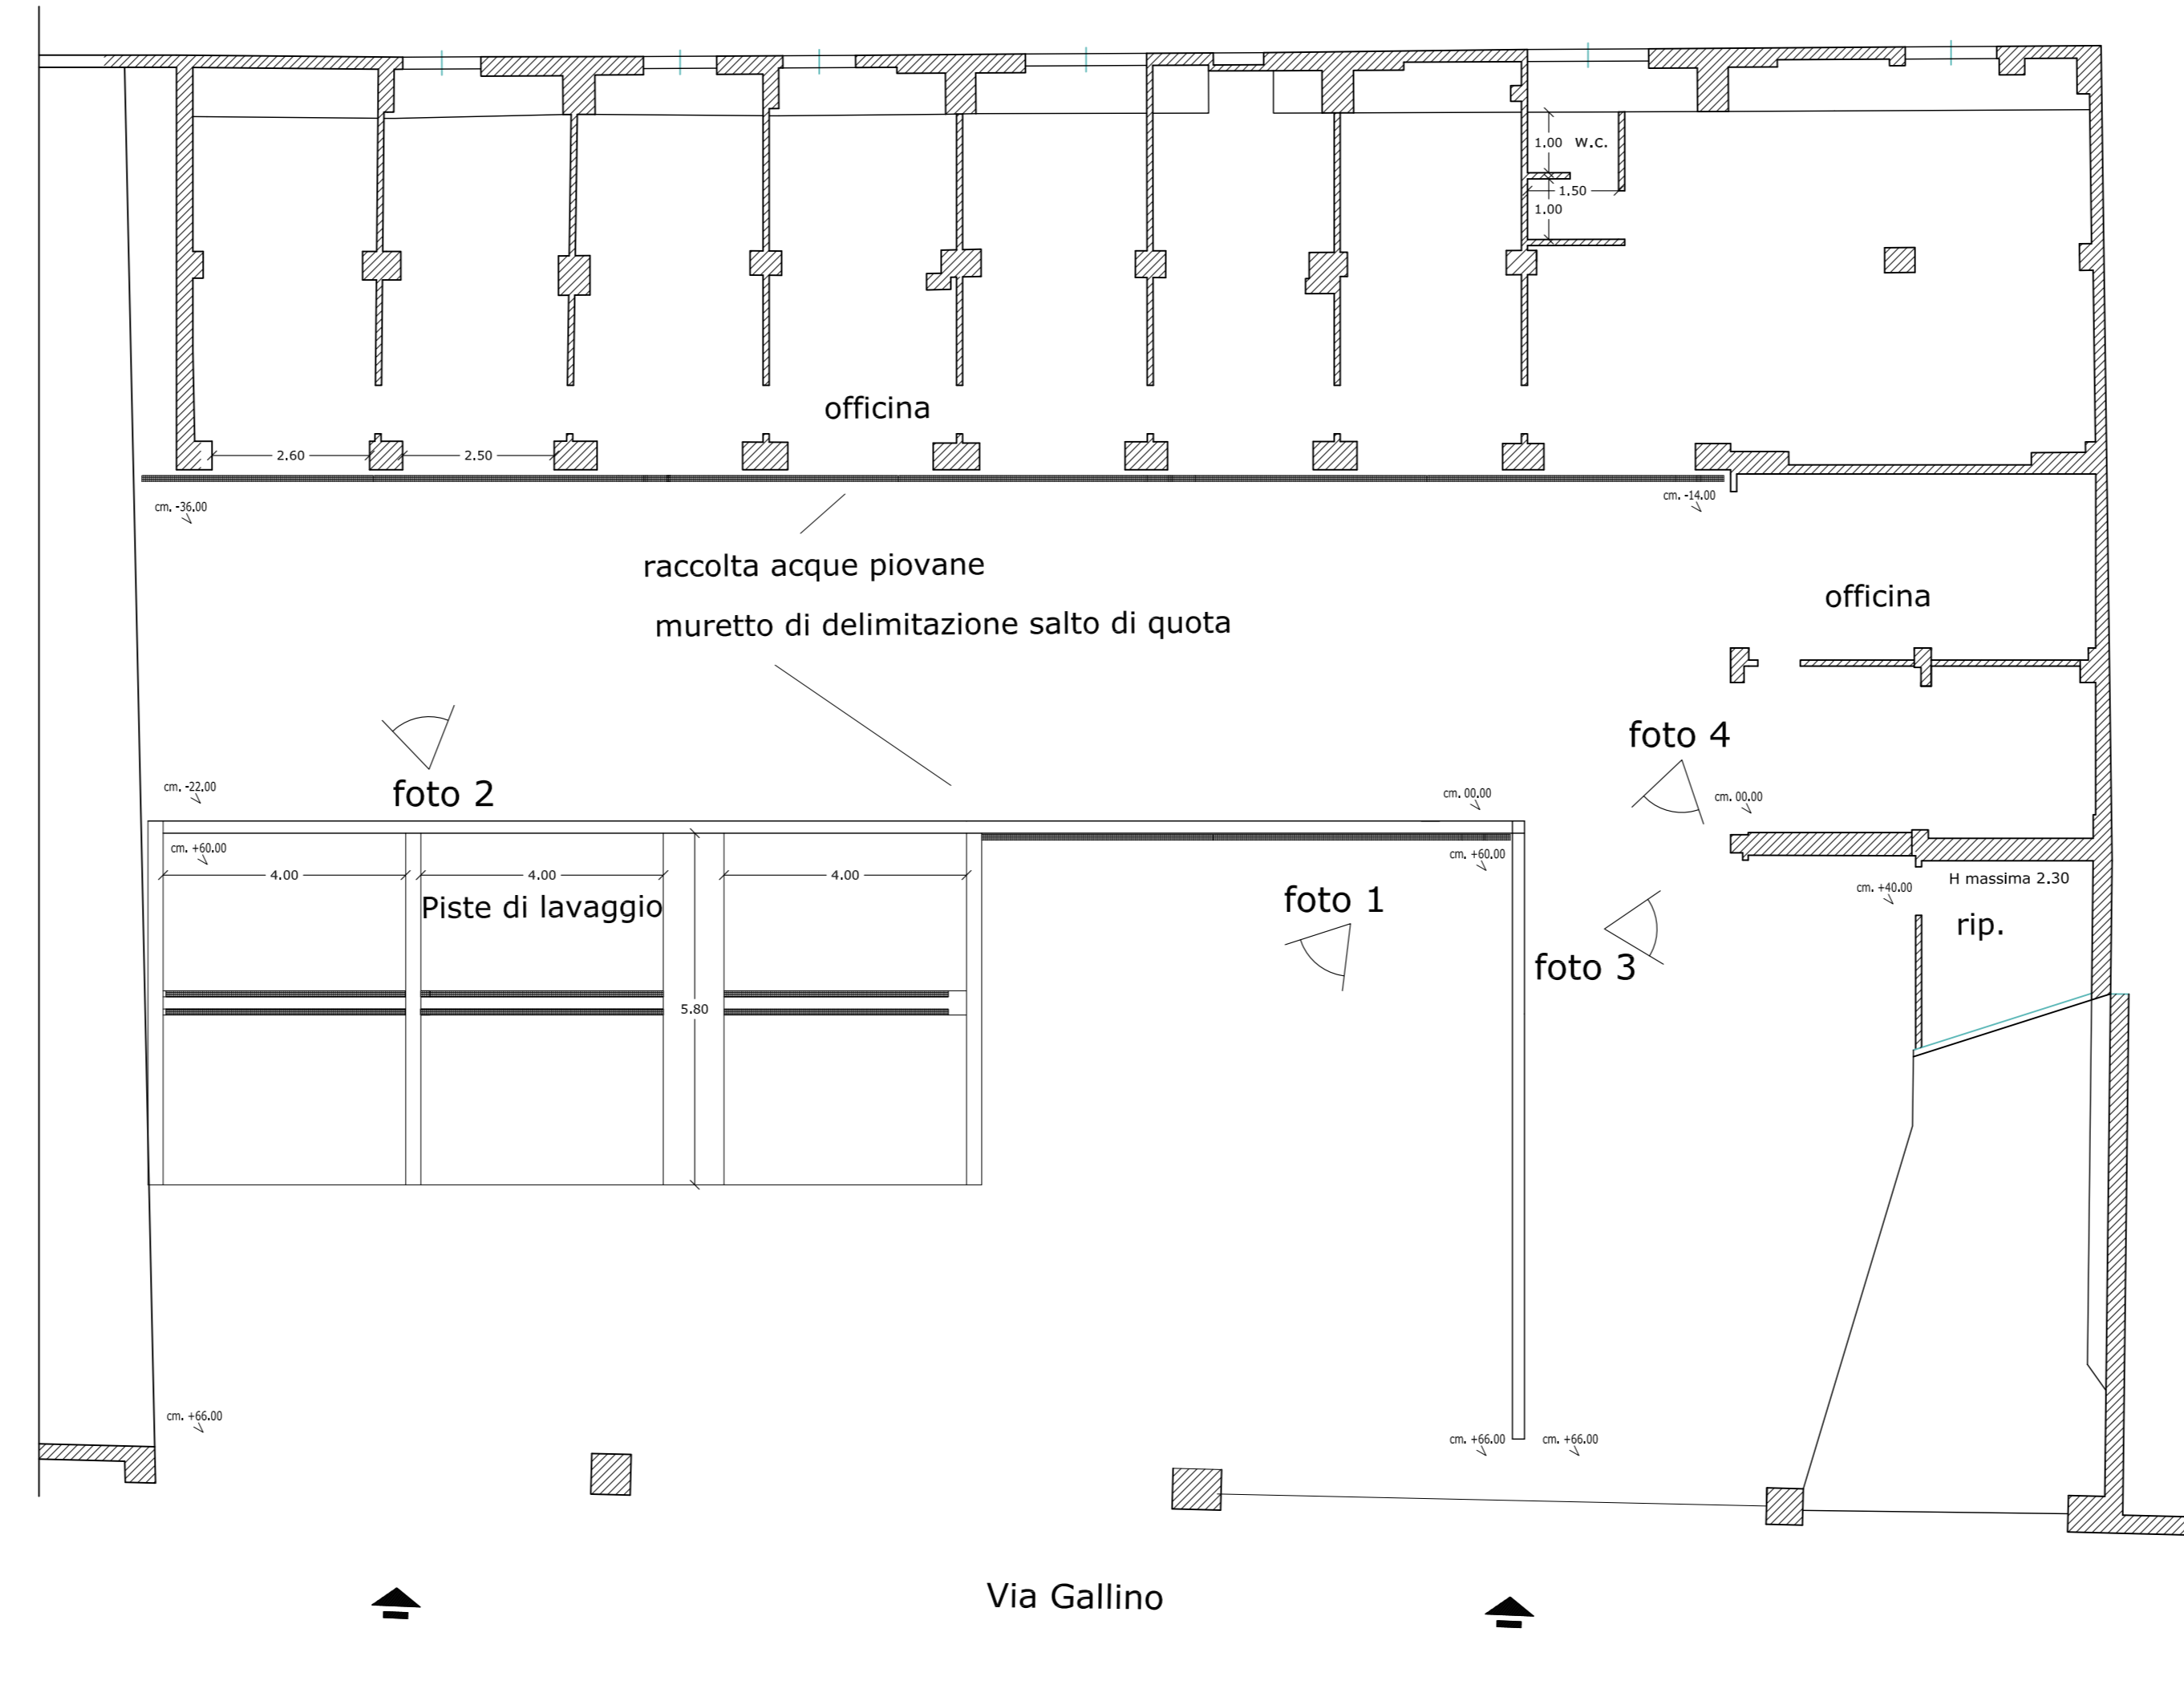 1.00 w.c.
1.50
1.00
officina
2.60
2.50
cm. -36.00
cm. -14.00
raccolta acque piovane
officina
muretto di delimitazione salto di quota
foto 4
foto 2
cm. -22.00
cm. 00.00
cm. 00.00
cm. +60.00
cm. +60.00
4.00
4.00
4.00
H massima 2.30
cm. +40.00
foto 1
Piste di lavaggio
rip.
foto 3
5.80
cm. +66.00
cm. +66.00
cm. +66.00
Via Gallino